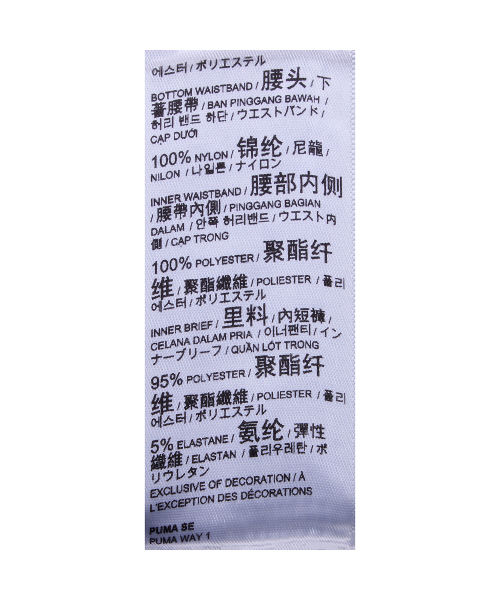 에스터 / ポリエステル
BOTTOM WAISTBAND / 腰头 / 下
著腰帶 / BAN PINGGANG BAWAH /
허리 밴드 하단 / ウエストバンド /
CẠP DƯỚI
100% NYLON / 锦纶 / 尼龍 /
NILON / 나일론 / ナイロン
INNER WAISTBAND / 腰部内侧
/ 腰帶內側 / PINGGANG BAGIAN
DALAM / 안쪽 허리밴드 / ウエスト内
側 / CẠP TRONG
100% POLYESTER / 聚酯纤
维 / 聚酯纖維 / POLIESTER / 폴리
에스터 / ポリエステル
INNER BRIEF / 里料 / 內短褲 /
CELANA DALAM PRIA / 이너팬티 / イン
ナーブリーフ / QUẦN LÓT TRONG
95% POLYESTER / 聚酯纤
维 / 聚酯纖維 / POLIESTER / 폴리
에스터 / ポリエステル
5% ELASTANE / 氨纶 / 彈性
纖維 / ELASTAN / 폴리우레탄 / ポ
リウレタン
EXCLUSIVE OF DECORATION / À
L'EXCEPTION DES DÉCORATIONS
PUMA SE
PUMA WAY 1